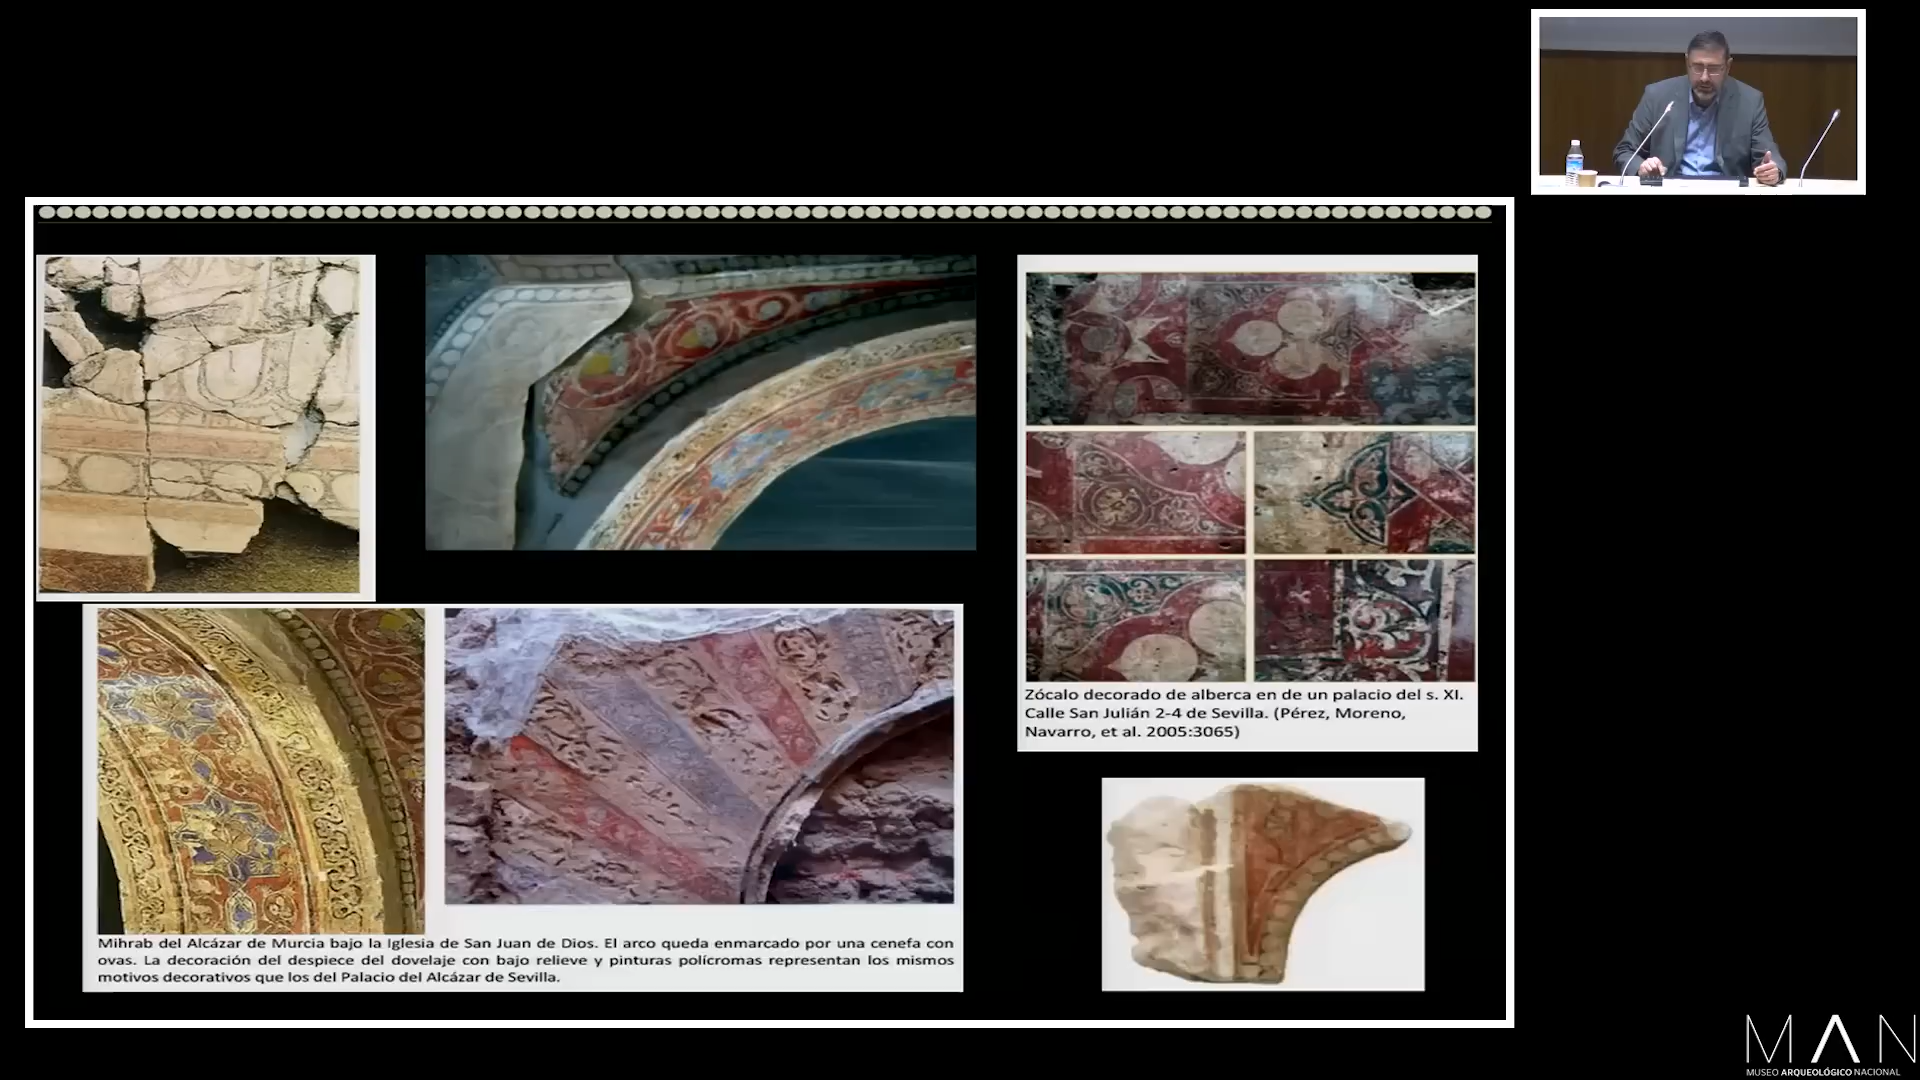 Zócalo decorado de alberca en de un palacio del s. XI.
Calle San Julián 2-4 de Sevilla. (Pérez, Moreno,
Navarro, et al. 2005:3065)
Mihrab del Alcázar de Murcia bajo la Iglesia de San Juan de Dios. El arco queda enmarcado por una cenefa con
ovas. La decoración del despiece del dovelaje con bajo relieve y pinturas polícromas representan los mismos
motivos decorativos que los del Palacio del Alcázar de Sevilla.
MAN
MUSEO ARQUEOLÓGICO NACIONAL